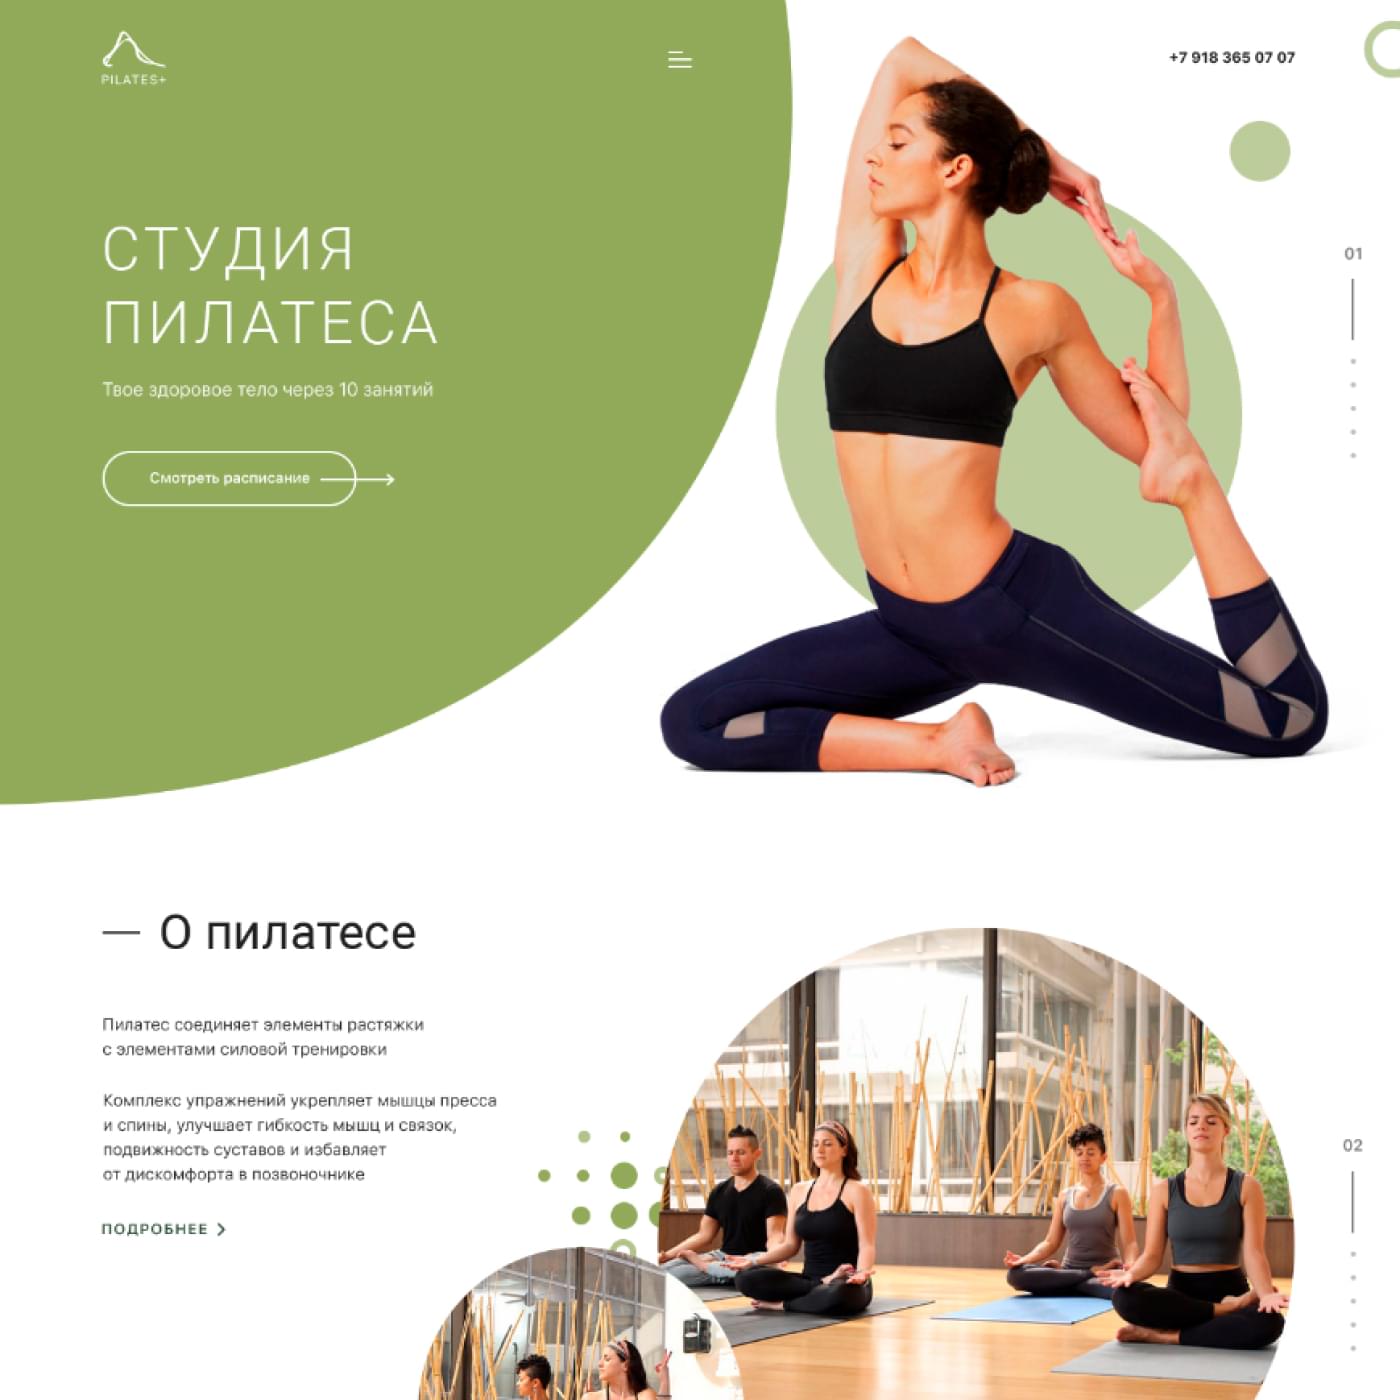 PILATES+
+7 918 365 07 07
СТУДИЯ
ПИЛАТЕСА
Твое здоровое тело через 10 занятий
Смотреть расписание
01
О пилатесе
Пилатес соединяет элементы растяжки
с элементами силовой тренировки
Комплекс упражнений укрепляет мышцы пресса
и спины, улучшает гибкость мышц и связок,
подвижность суставов и избавляет
от дискомфорта в позвоночнике
ПОДРОБНЕЕ
02